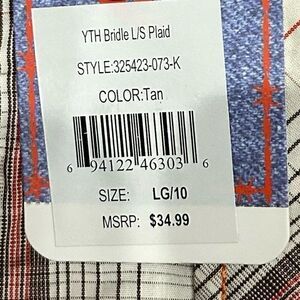 YTH Bridle L/S Plaid
STYLE:325423-073-K
COLOR:Tan
6 94122 46303 6
SIZE: LG/10
MSRP: $34.99